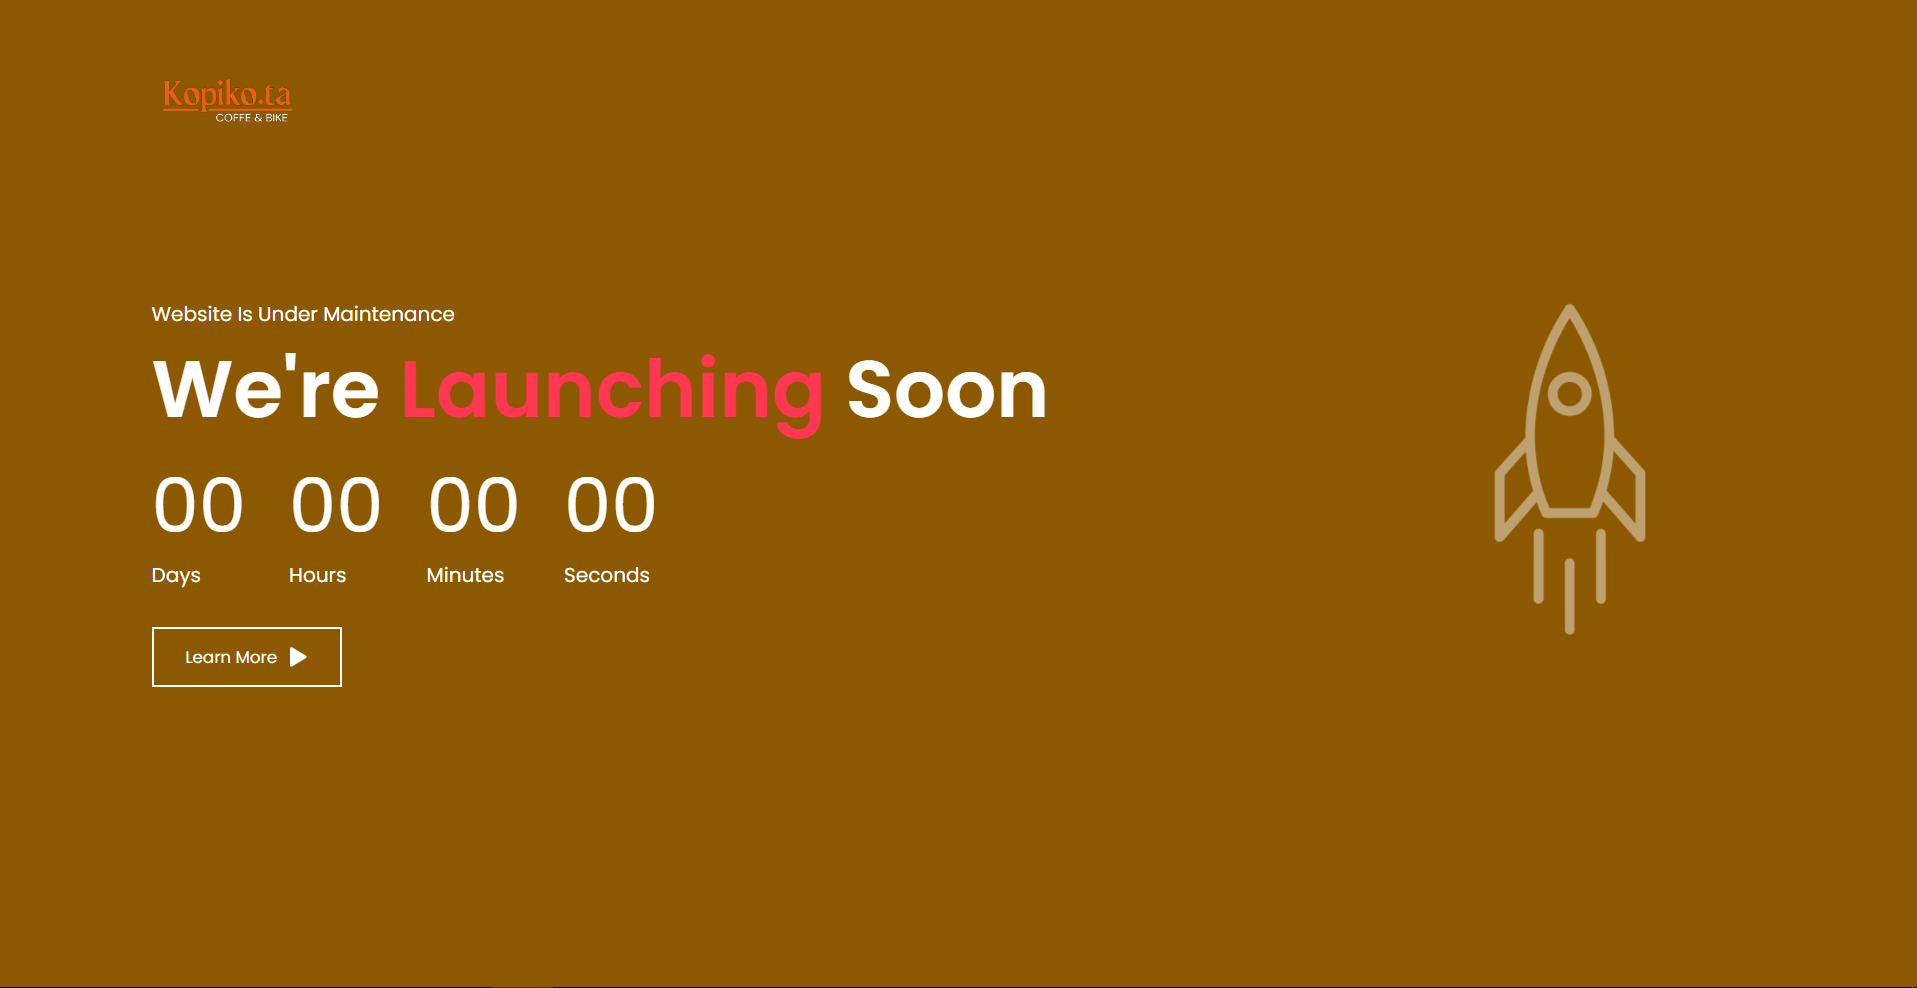 Kopiko.ta
COFFE & BIKE
Website Is Under Maintenance
We're Launching Soon
00 00 00 00
Days Hours Minutes Seconds
Learn More